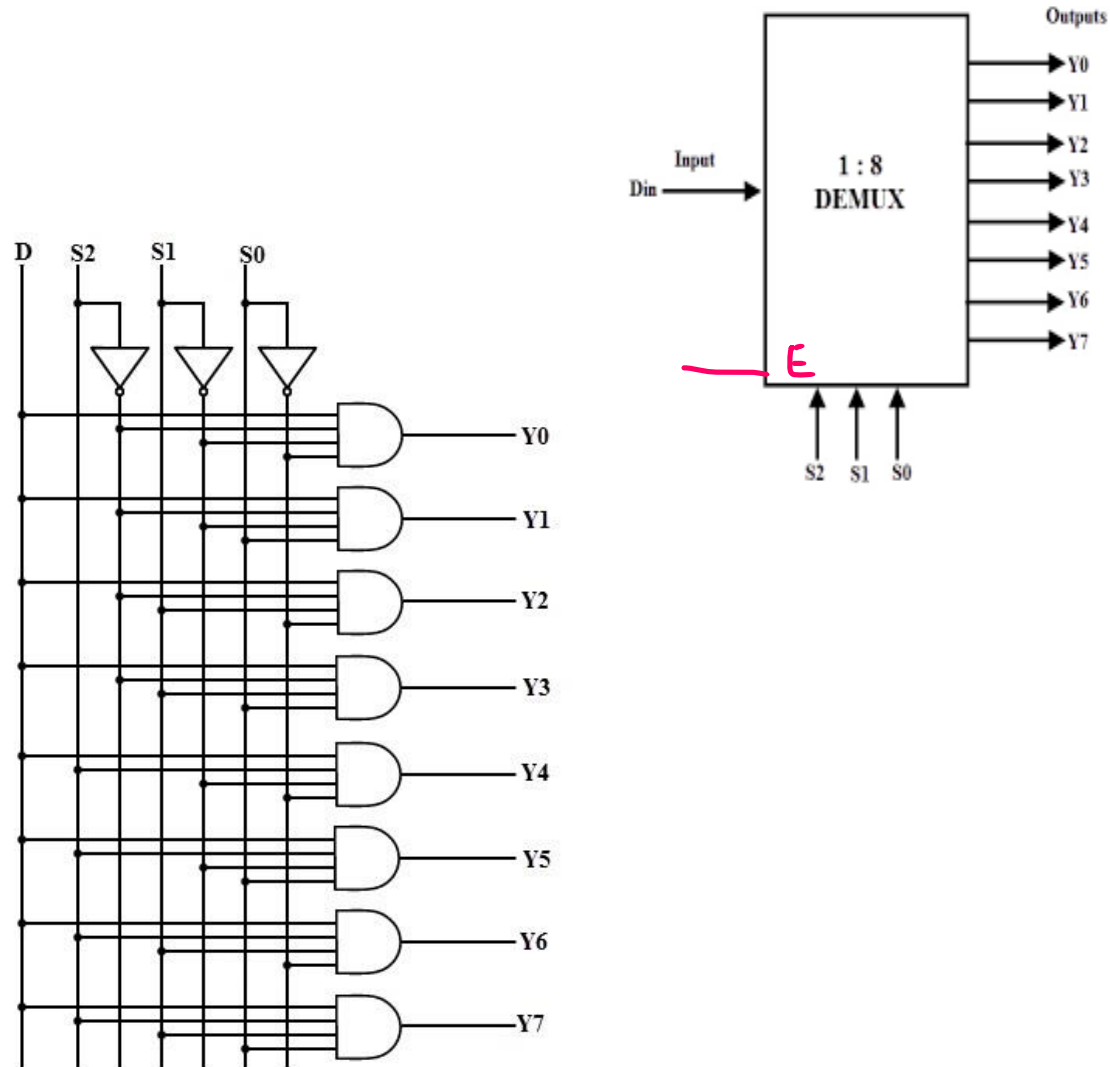 Outputs
Y0
Y1
Y2
Y3
Y4
Y5
Y6
Y7
Input
Din
1 : 8
DEMUX
E
S2 S1 S0
D S2 S1 S0
Y0
Y1
Y2
Y3
Y4
Y5
Y6
Y7